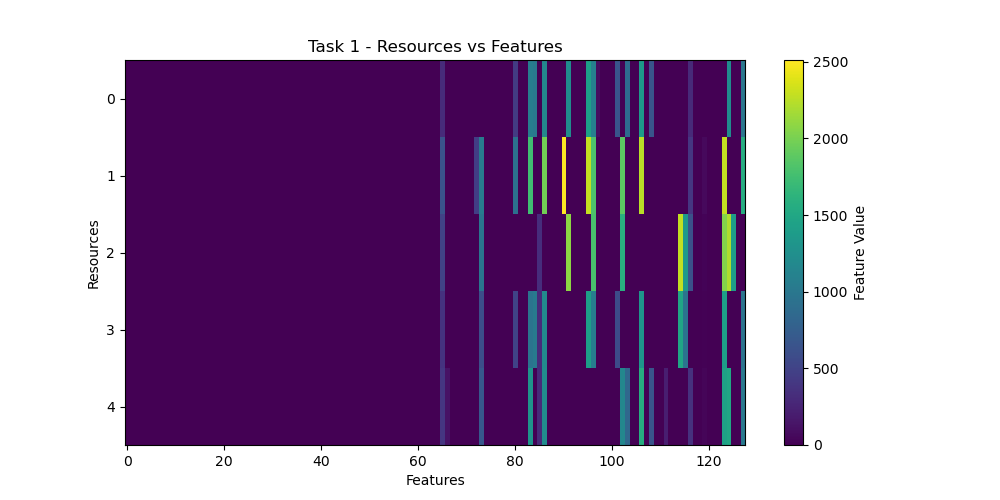 Task 1 - Resources vs Features
Resources
0
1
2
3
4
0 20 40 60 80 100 120
Features
2500
2000
1500
1000
500
0
Feature Value